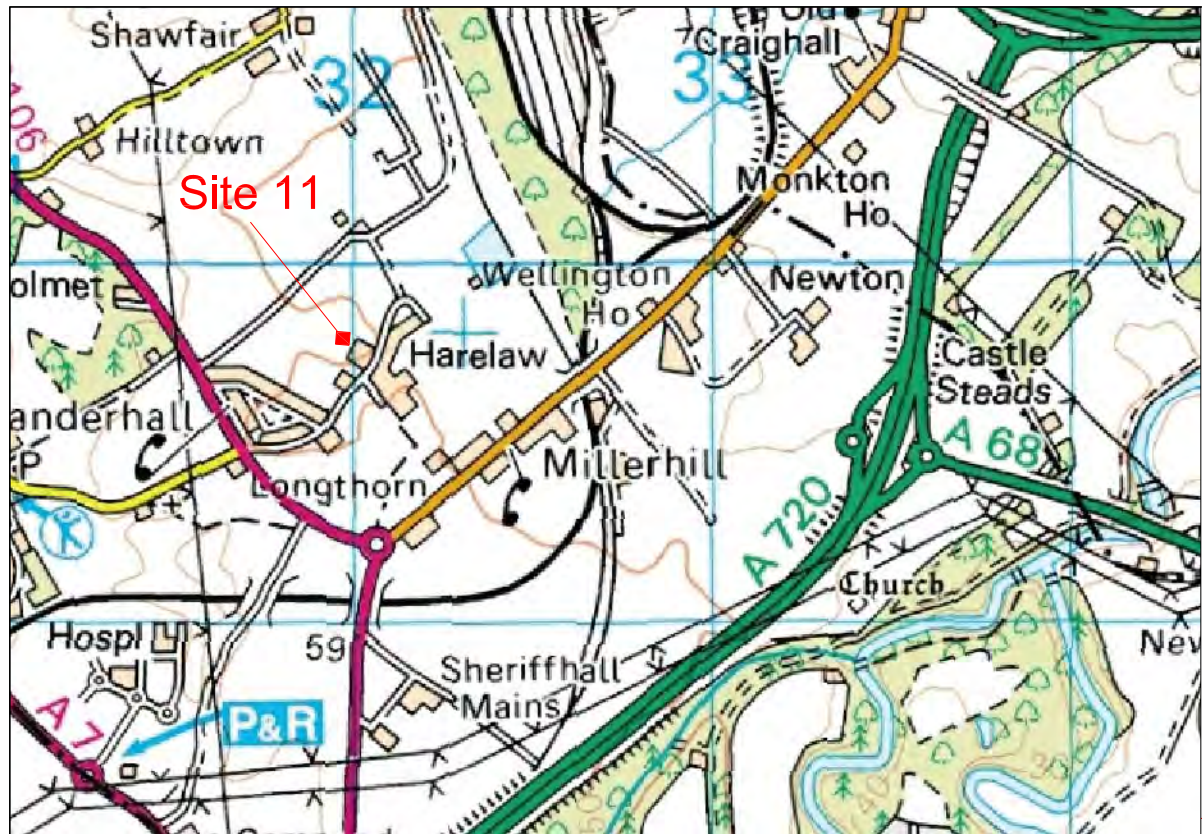 Shawfair
32
33
Old
Craighall
Hilltown
Site 11
Monkton
Ho
olmet
Wellington
Ho
Newton
Harelaw
Castle
Steads
anderhall
P
A 68
Longthorn
Millerhill
A 720
Church
Hospl
59
Sheriffhall
Mains
New
A 7
P&R